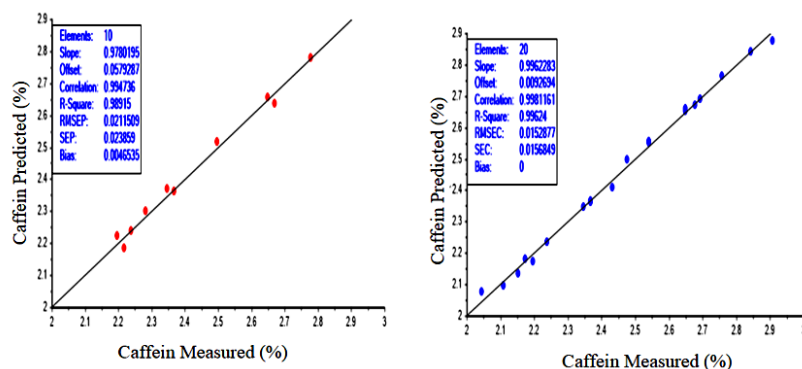 2.9
2.8
2.7
2.6
2.5
2.4
2.3
2.2
2.1
2
Caffein Predicted (%)
Elements: 10
Slope: 0.9780195
Offset: 0.0579287
Correlation: 0.994736
R-Square: 0.98915
RMSEP: 0.0211509
SEP: 0.023859
Bias: 0.0046535
2 2.1 2.2 2.3 2.4 2.5 2.6 2.7 2.8 2.9 3
Caffein Measured (%)
2.9
2.8
2.7
2.6
2.5
2.4
2.3
2.2
2.1
2
Caffein Predicted (%)
Elements: 20
Slope: 0.9962283
Offset: 0.0092694
Correlation: 0.9981161
R-Square: 0.99624
RMSEC: 0.0152877
SEC: 0.0156849
Bias: 0
2 2.1 2.2 2.3 2.4 2.5 2.6 2.7 2.8 2.9
Caffein Measured (%)